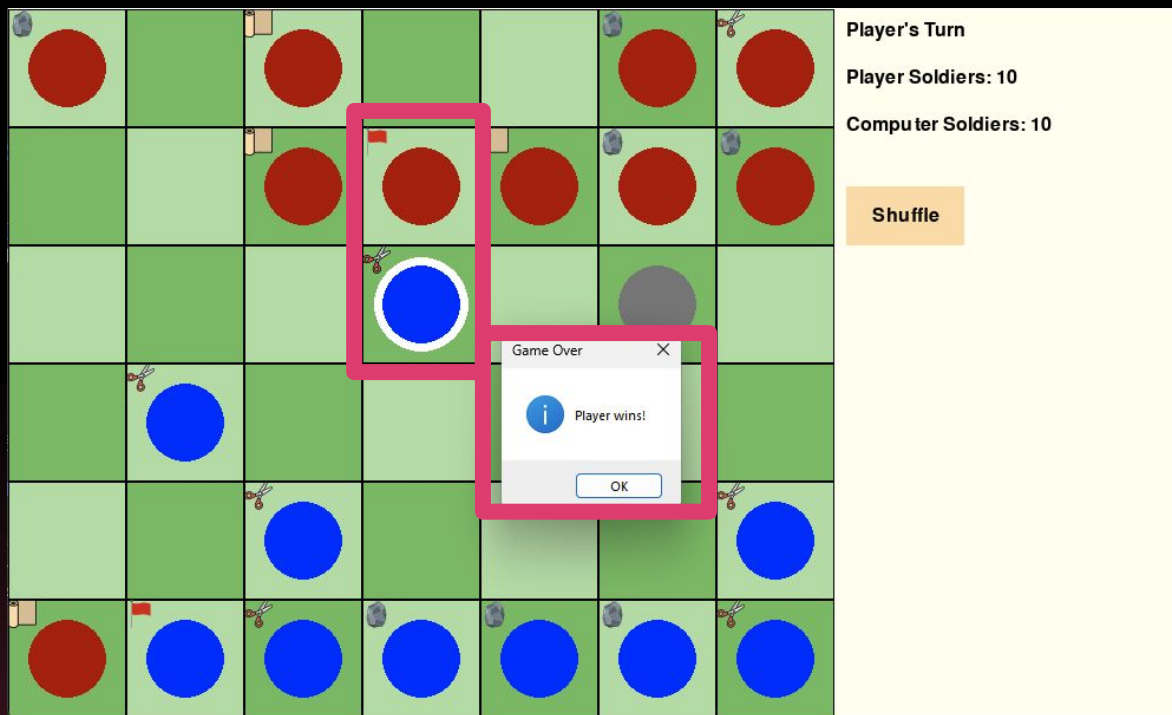 Player's Turn
Player Soldiers: 10
Computer Soldiers: 10
Shuffle
Game Over
Player wins!
OK